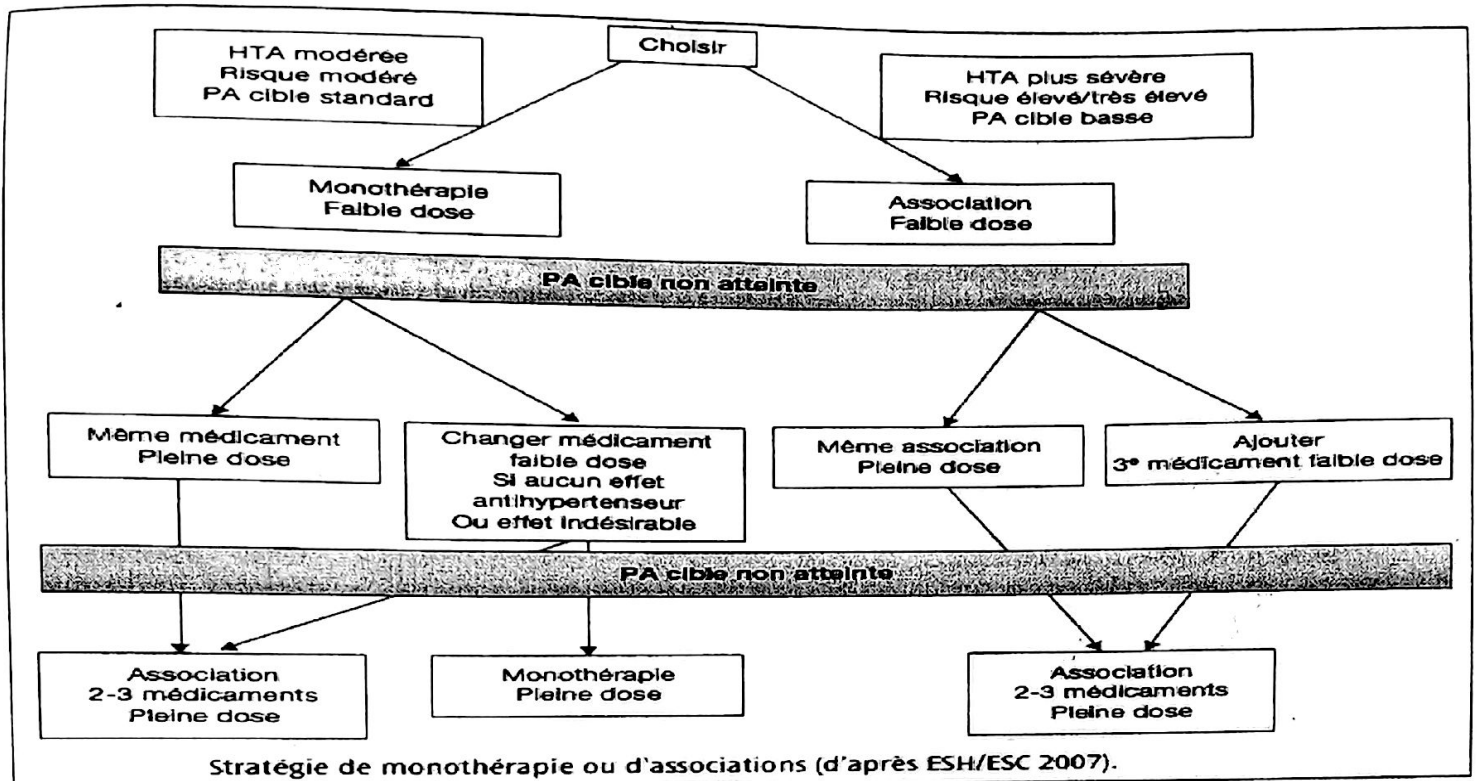 Choisir
HTA modérée
Risque modéré
PA cible standard
HTA plus sévère
Risque élevé/très élevé
PA cible basse
Monothérapie
Faible dose
Association
Faible dose
PA cible non atteinte
Même médicament
Pleine dose
Changer médicament
faible dose
Si aucun effet
antihypertenseur
Ou effet indésirable
Même association
Pleine dose
Ajouter
3e médicament faible dose
PA cible non atteinte
Association
2-3 médicaments
Pleine dose
Monothérapie
Pleine dose
Association
2-3 médicaments
Pleine dose
Stratégie de monothérapie ou d'associations (d'après ESH/ESC 2007).